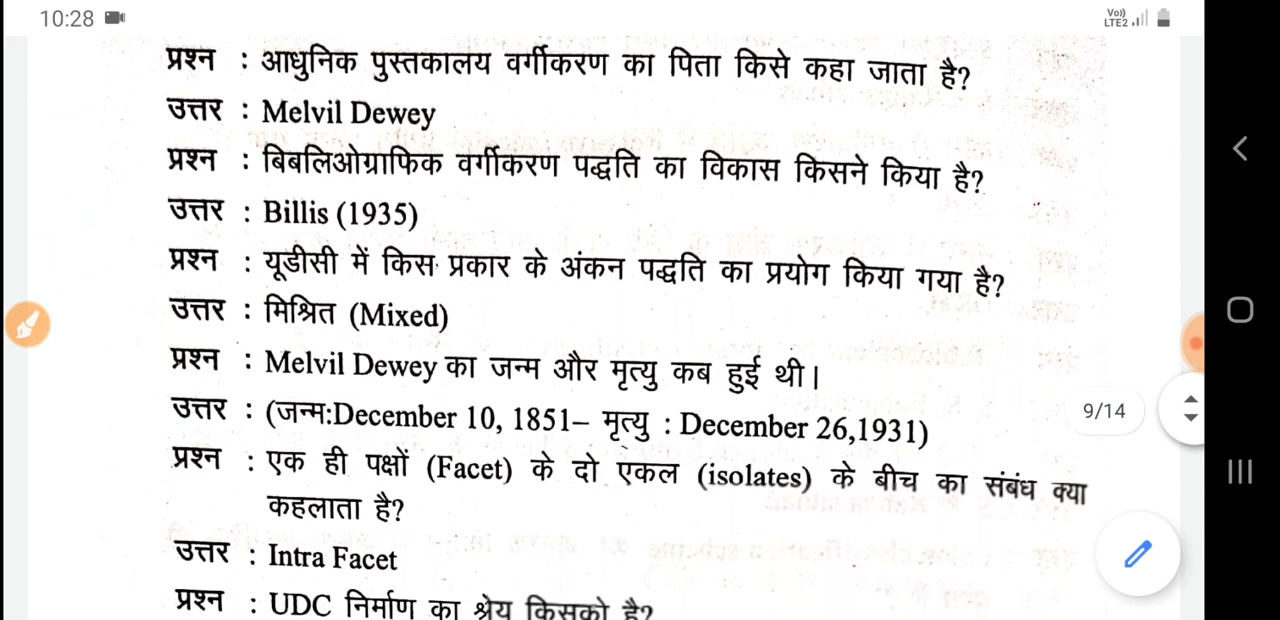 10:28
Vo))
LTE2
प्रश्न : आधुनिक पुस्तकालय वर्गीकरण का पिता किसे कहा जाता है?
उत्तर : Melvil Dewey
प्रश्न : बिबलिओग्राफिक वर्गीकरण पद्धति का विकास किसने किया है?
उत्तर : Billis (1935)
प्रश्न : यूडीसी में किस प्रकार के अंकन पद्धति का प्रयोग किया गया है?
उत्तर : मिश्रित (Mixed)
प्रश्न : Melvil Dewey का जन्म और मृत्यु कब हुई थी।
उत्तर : (जन्म:December 10, 1851– मृत्यु : December 26,1931)
9/14
प्रश्न : एक ही पक्षों (Facet) के दो एकल (isolates) के बीच का संबंध क्या
कहलाता है?
उत्तर : Intra Facet
प्रश्न : UDC निर्माण का श्रेय किसको है?